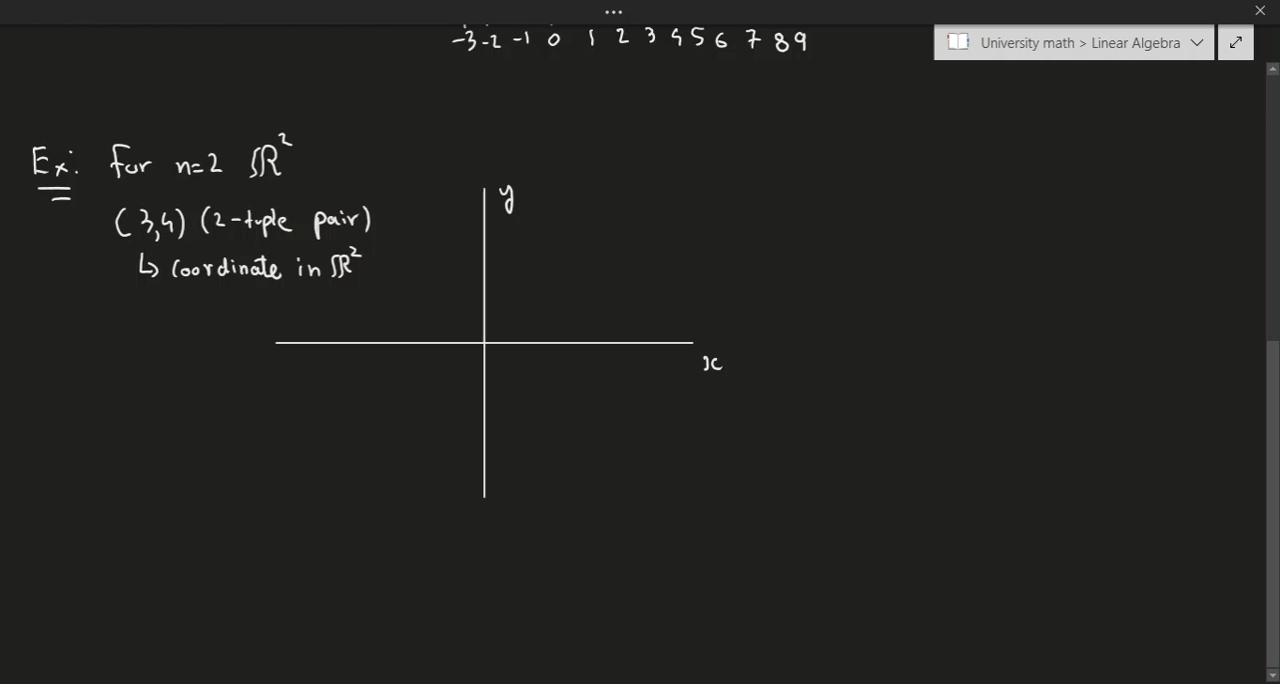 ...
-3 -2 -1 0 1 2 3 4 5 6 7 8 9
University math > Linear Algebra
Ex: for n=2 ℝ²
(3,4) (2-tuple pair)
↳ coordinate in ℝ²
y
x